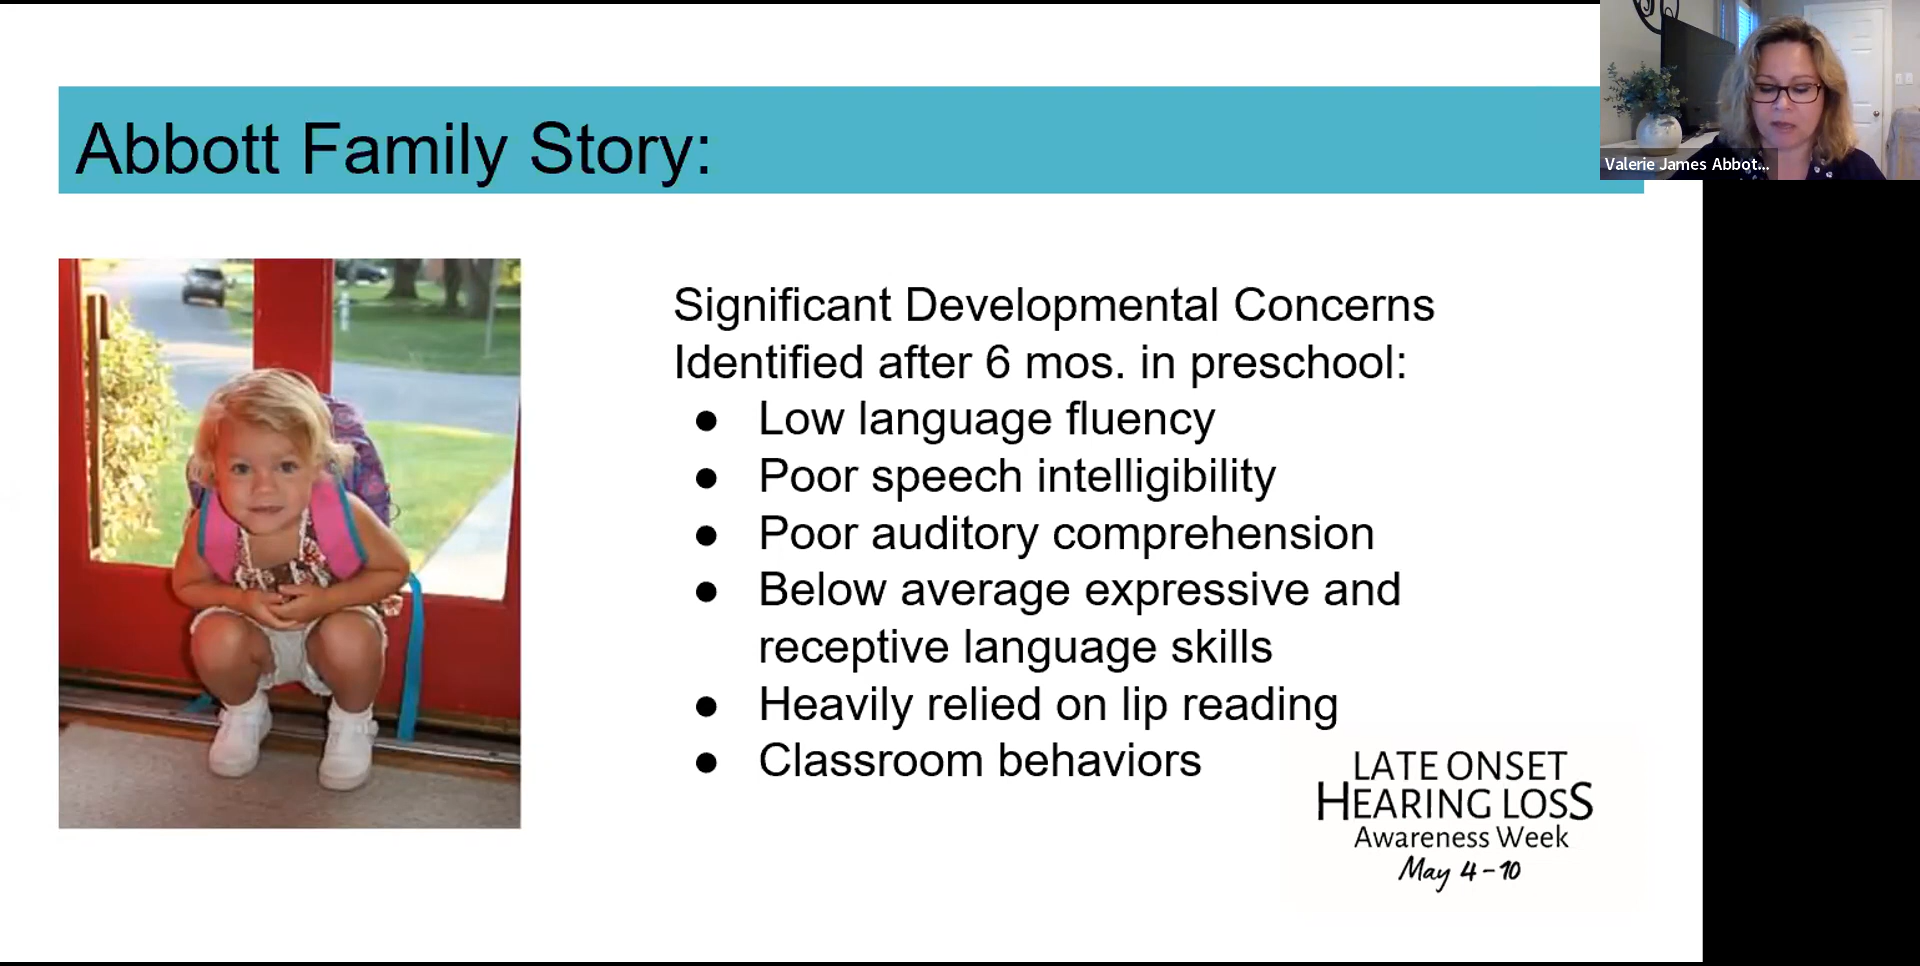 Abbott Family Story:
Valerie James Abbot...
Significant Developmental Concerns
Identified after 6 mos. in preschool:
● Low language fluency
● Poor speech intelligibility
● Poor auditory comprehension
● Below average expressive and
receptive language skills
● Heavily relied on lip reading
● Classroom behaviors
LATE ONSET
HEARING LOSS
Awareness Week
May 4-10